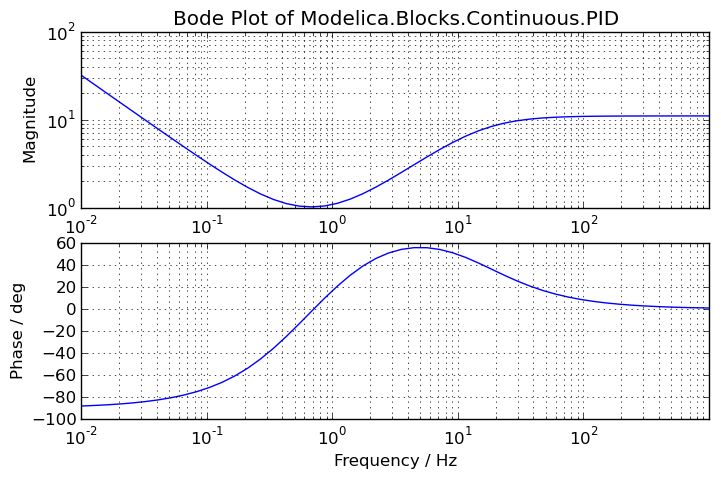 Bode Plot of Modelica.Blocks.Continuous.PID
Magnitude
10²
10¹
10⁰
10⁻² 10⁻¹ 10⁰ 10¹ 10²
Phase / deg
60
40
20
0
−20
−40
−60
−80
−100
10⁻² 10⁻¹ 10⁰ 10¹ 10²
Frequency / Hz